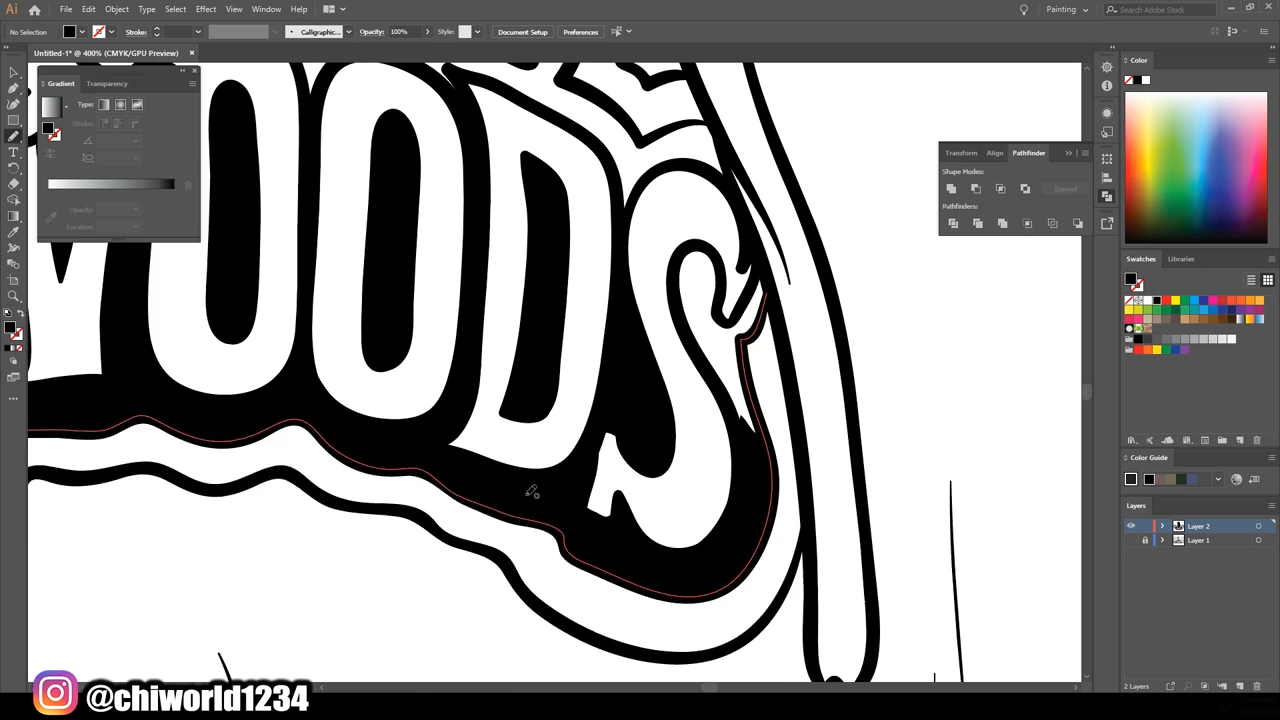 Ai File Edit Object Type Select Effect View Window Help Painting Search Adobe Stock
No Selection Stroke: Calligraphic... Opacity: 100% Style: Document Setup Preferences
Untitled-1* @ 400% (CMYK/GPU Preview)
Gradient Transparency
Type:
Stroke:
Opacity:
Location:
OODS
Transform Align Pathfinder
Shape Modes:
Expand
Pathfinders:
Color
Swatches Libraries
Color Guide
Layers
Layer 2
Layer 1
2 Layers
@chiworld1234